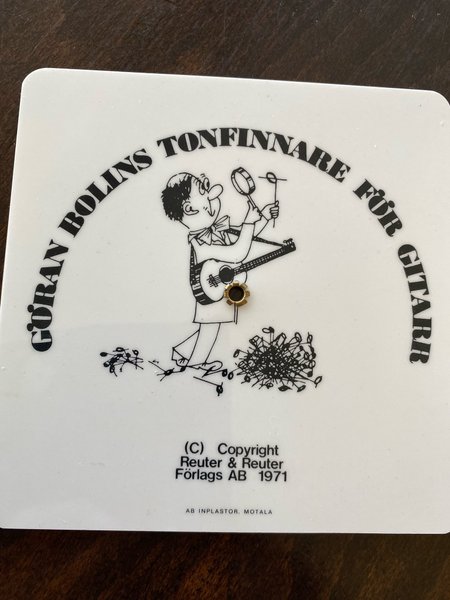 GÖRAN BOLINS TONFINNARE FÖR GITARR
(C) Copyright
Reuter & Reuter
Förlags AB 1971
AB INPLASTOR, MOTALA